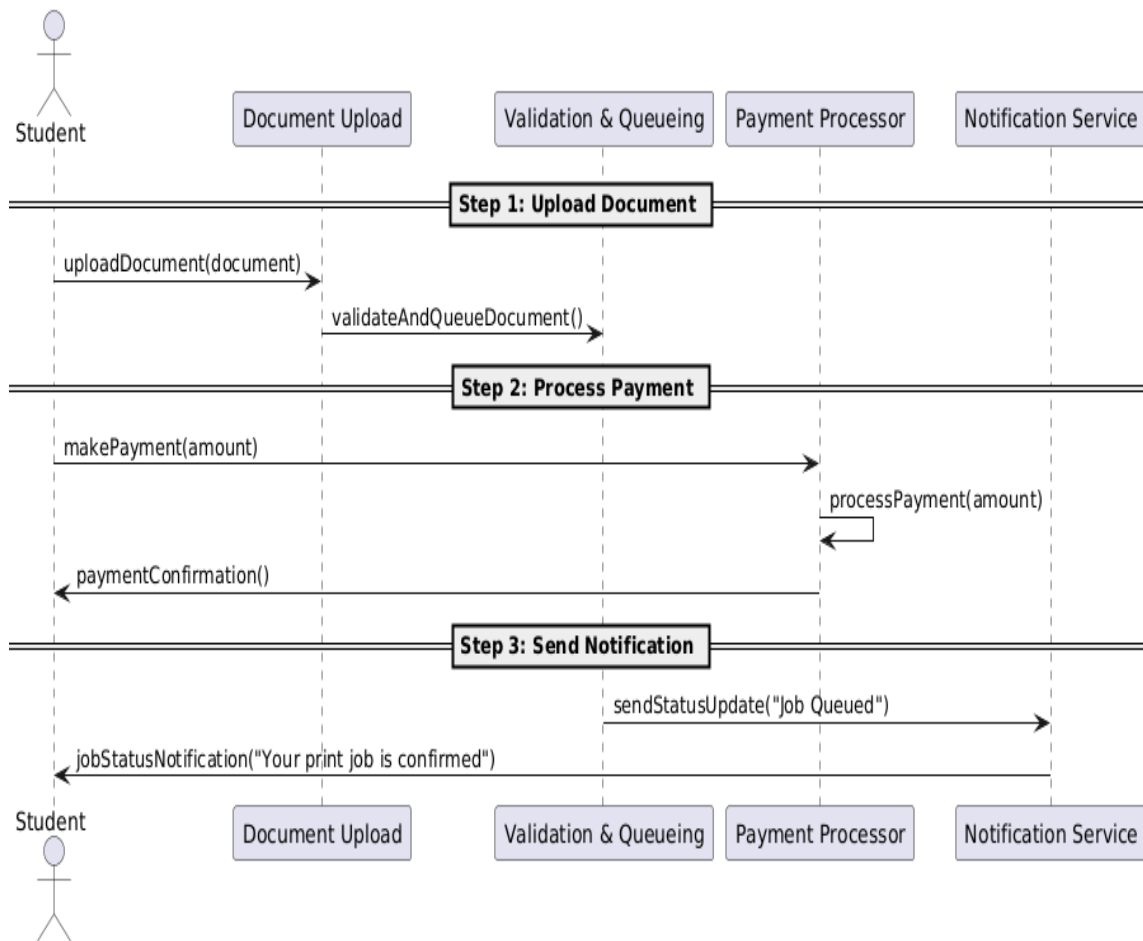 Student
Document Upload
Validation & Queueing
Payment Processor
Notification Service
Step 1: Upload Document
uploadDocument(document)
validateAndQueueDocument()
Step 2: Process Payment
makePayment(amount)
processPayment(amount)
paymentConfirmation()
Step 3: Send Notification
sendStatusUpdate("Job Queued")
jobStatusNotification("Your print job is confirmed")
Student
Document Upload
Validation & Queueing
Payment Processor
Notification Service